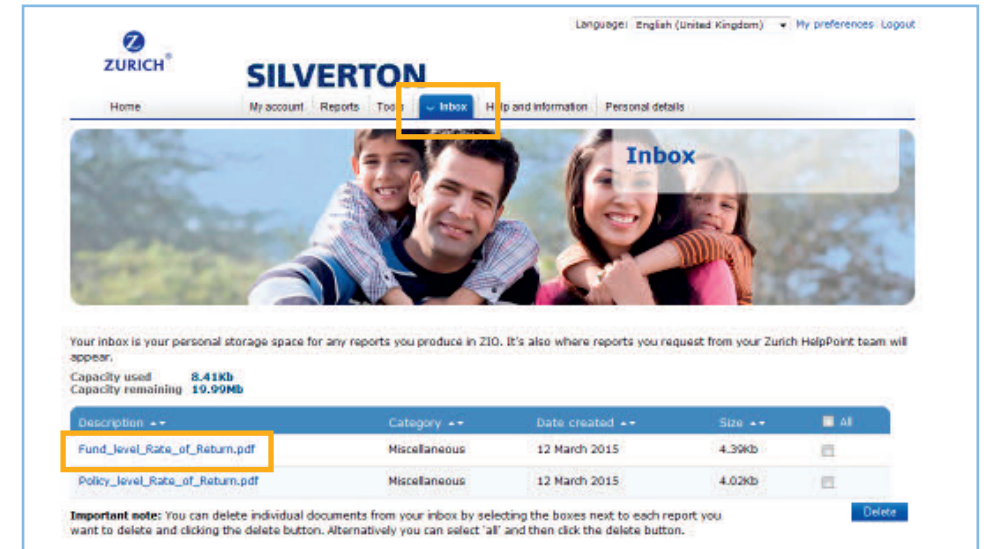 Language: English (United Kingdom) My preferences Logout
ZURICH®
SILVERTON
Home My account Reports Inbox and information Personal details
Inbox
Your inbox is your personal storage space for any reports you produce in ZIO. It's also where reports you request from your Zurich HelpPoint team will
appear.
Capacity used 8.41Kb
Capacity remaining 19.99Mb
Description Category Date created Size All
Fund_level_Rate_of_Return.pdf Miscellaneous 12 March 2015 4.39Kb
Policy_level_Rate_of_Return.pdf Miscellaneous 12 March 2015 4.02Kb
Important note: You can delete individual documents from your inbox by selecting the boxes next to each report you
want to delete and clicking the delete button. Alternatively you can select 'all' and then click the delete button.
Delete